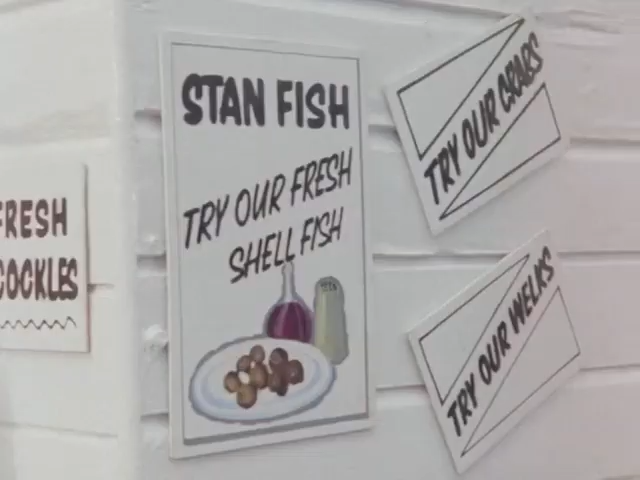 FRESH
COCKLES
STAN FISH
TRY OUR FRESH
SHELL FISH
TRY OUR CRABS
TRY OUR WELKS